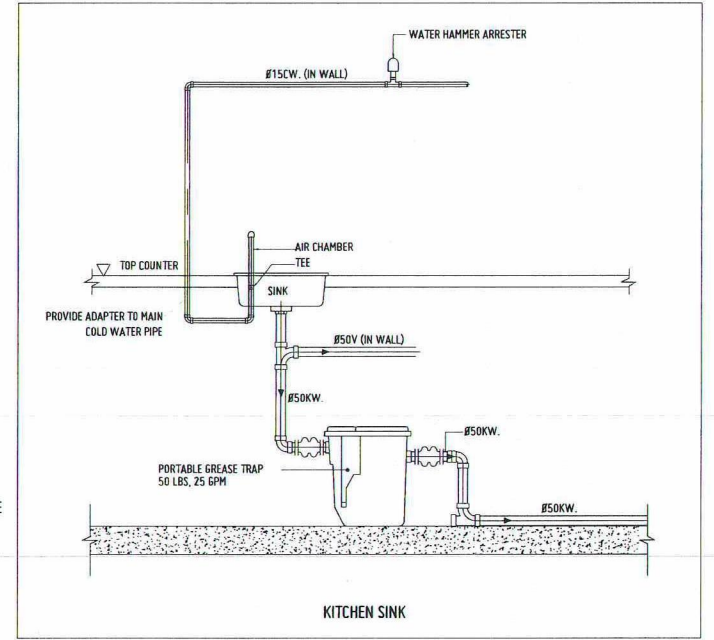 WATER HAMMER ARRESTER
Ø15CW. (IN WALL)
AIR CHAMBER
TEE
TOP COUNTER
SINK
PROVIDE ADAPTER TO MAIN
COLD WATER PIPE
Ø50V (IN WALL)
Ø50KW.
Ø50KW.
PORTABLE GREASE TRAP
50 LBS, 25 GPM
Ø50KW.
KITCHEN SINK